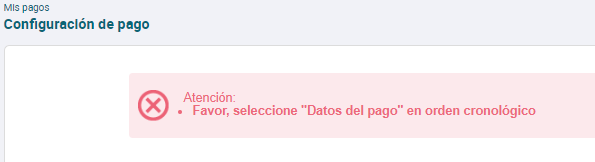 Mis pagos
Configuración de pago
Atención:
• Favor, seleccione "Datos del pago" en orden cronológico